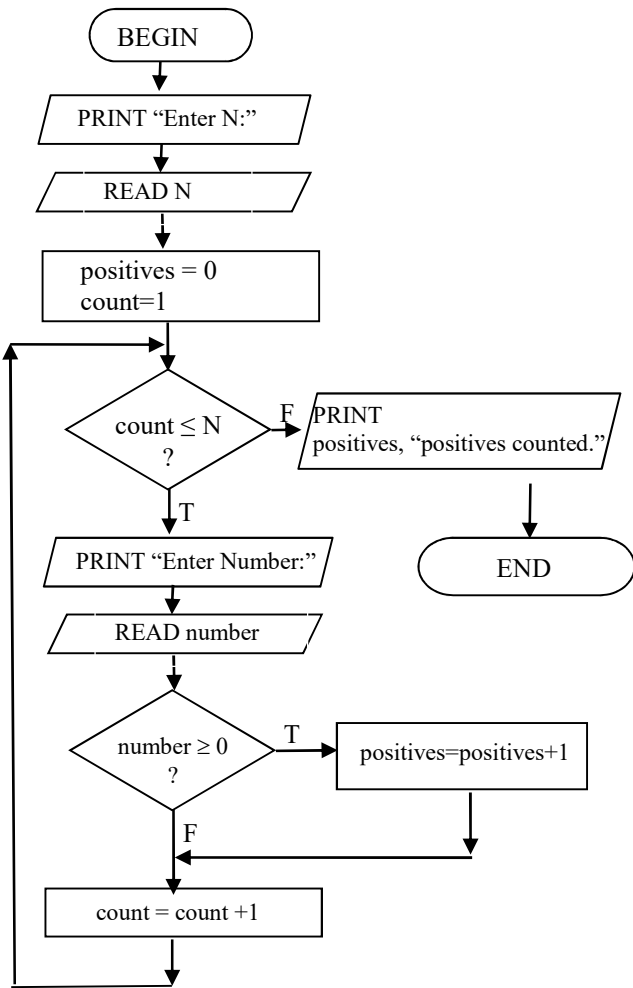 BEGIN
PRINT “Enter N:”
READ N
positives = 0
count=1
count ≤ N
?
F
PRINT
positives, “positives counted.”
T
END
PRINT “Enter Number:”
READ number
number ≥ 0
?
T
positives=positives+1
F
count = count +1